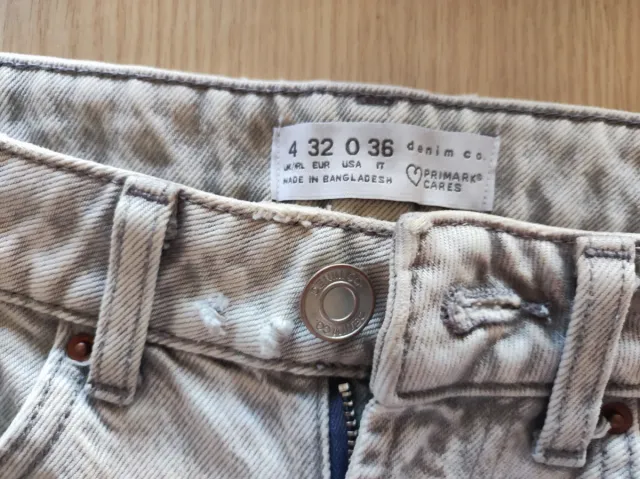 4 32 0 36 denim co.
UK/IRL EUR USA IT PRIMARK®
MADE IN BANGLADESH CARES